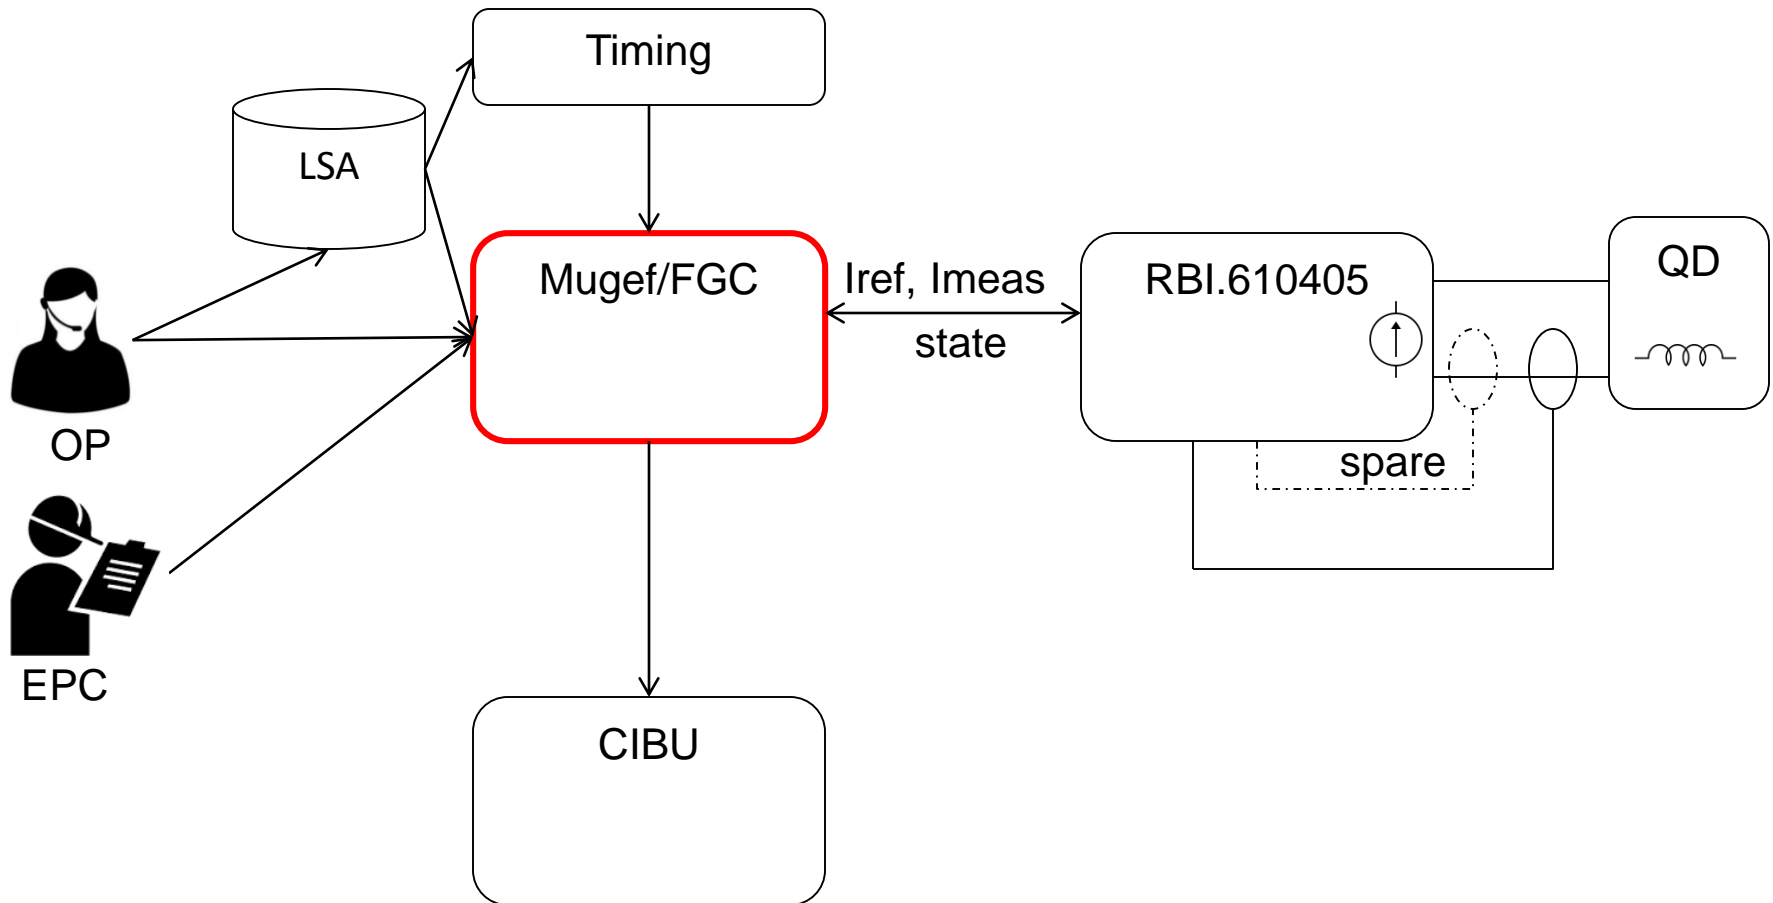 Timing
LSA
Mugef/FGC
Iref, Imeas
state
RBI.610405
QD
OP
spare
EPC
CIBU